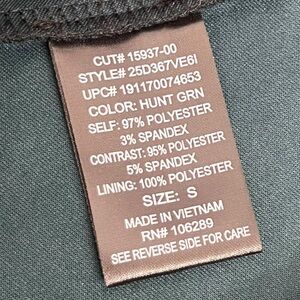 CUT# 15937-00
STYLE# 25D367VE6I
UPC# 191170074653
COLOR: HUNT GRN
SELF: 97% POLYESTER
3% SPANDEX
CONTRAST: 95% POLYESTER
5% SPANDEX
LINING: 100% POLYESTER
SIZE: S
MADE IN VIETNAM
RN# 106289
SEE REVERSE SIDE FOR CARE